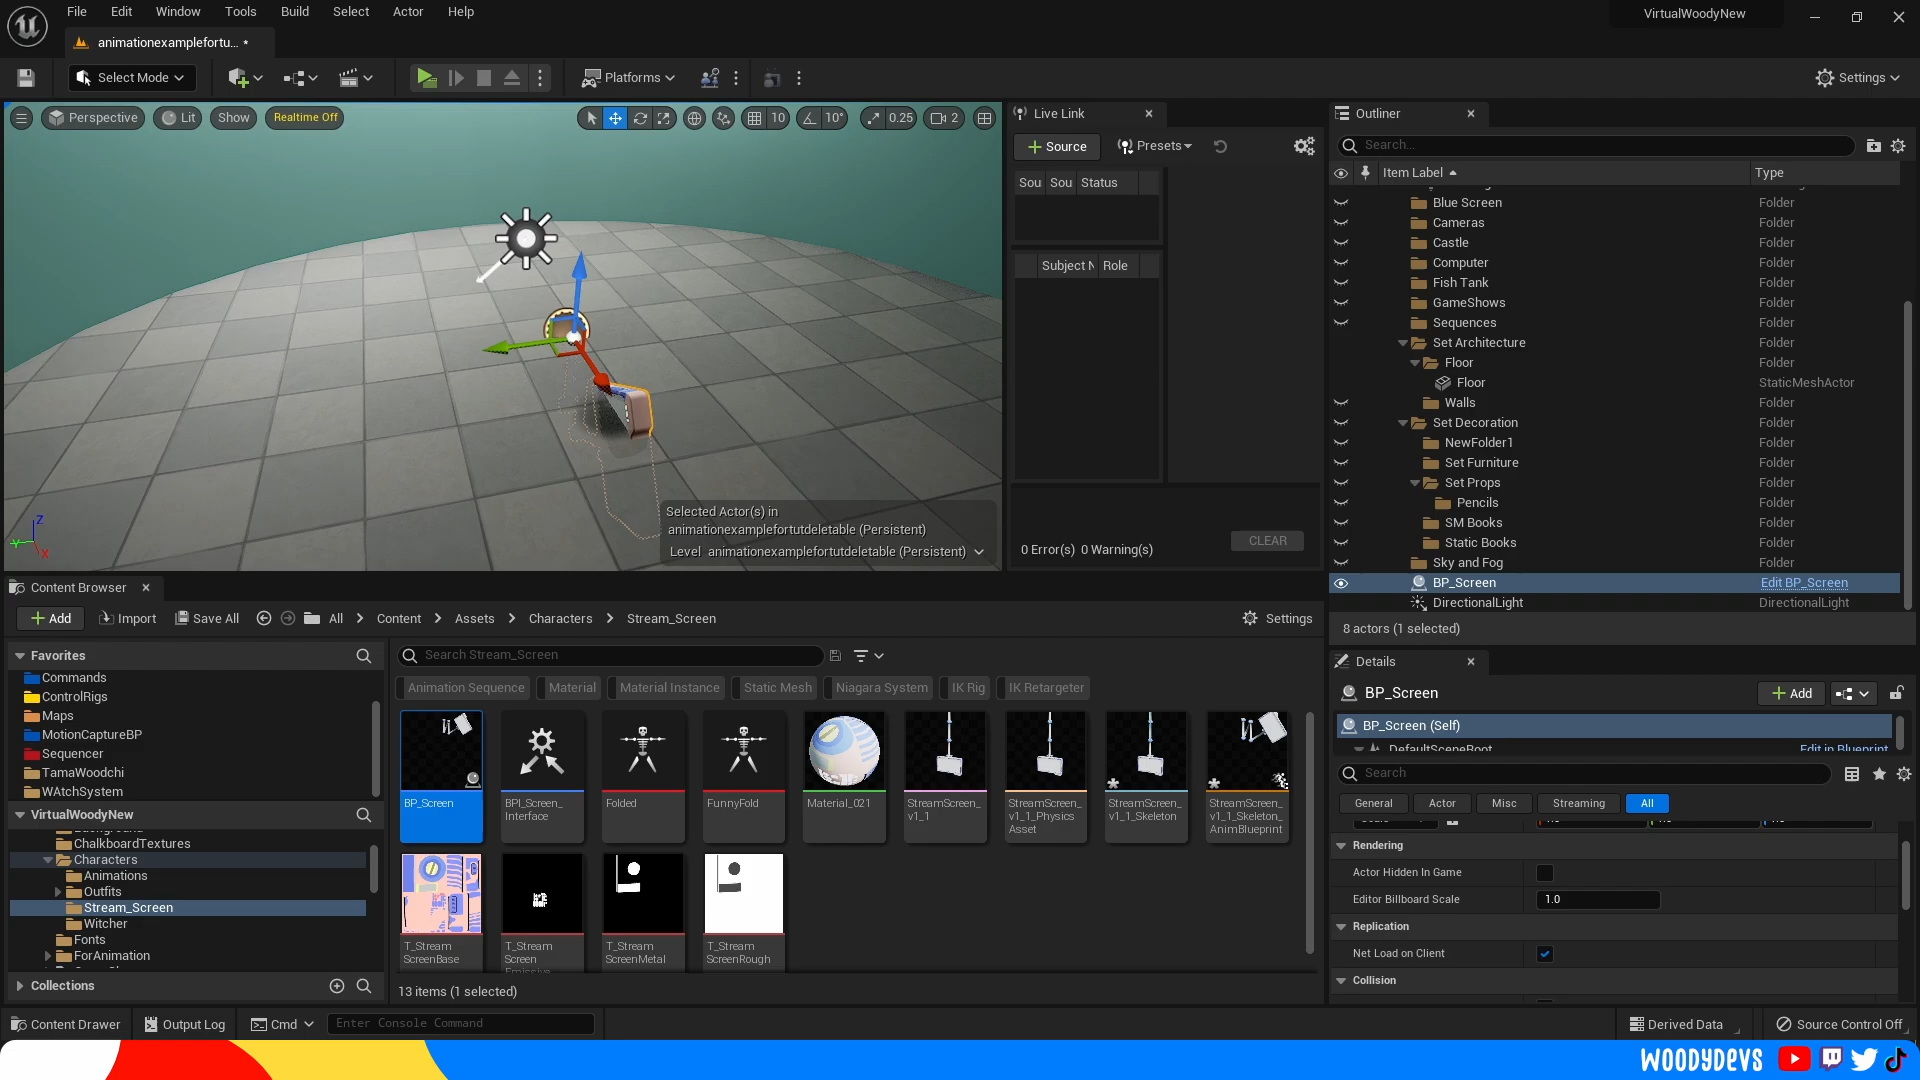 File Edit Window Tools Build Select Actor Help
VirtualWoodyNew
animationexamplefortu... •
Select Mode
Platforms
Settings
Perspective Lit Show Realtime Off
10 10° 0.25 2
Selected Actor(s) in
animationexamplefortutdeletable (Persistent)
Level animationexamplefortutdeletable (Persistent)
Z
Y
X
Live Link
Source Presets
Sou Sou Status
Subject N Role
0 Error(s) 0 Warning(s)
CLEAR
Outliner
Search...
Item Label Type
Blue Screen Folder
Cameras Folder
Castle Folder
Computer Folder
Fish Tank Folder
GameShows Folder
Sequences Folder
Set Architecture Folder
Floor Folder
Floor StaticMeshActor
Walls Folder
Set Decoration Folder
NewFolder1 Folder
Set Furniture Folder
Set Props Folder
Pencils Folder
SM Books Folder
Static Books Folder
Sky and Fog Folder
BP_Screen Edit BP_Screen
DirectionalLight DirectionalLight
8 actors (1 selected)
Details
BP_Screen
Add
BP_Screen (Self)
DefaultSceneRoot Edit in Blueprint
Search
General Actor Misc Streaming All
Rendering
Actor Hidden In Game
Editor Billboard Scale 1.0
Replication
Net Load on Client
Collision
Content Browser
Add Import Save All All Content Assets Characters Stream_Screen
Settings
Favorites
Commands
ControlRigs
Maps
MotionCaptureBP
Sequencer
TamaWoodchi
WAtchSystem
VirtualWoodyNew
ChalkboardTextures
Characters
Animations
Outfits
Stream_Screen
Witcher
Fonts
ForAnimation
Collections
Search Stream_Screen
Animation Sequence Material Material Instance Static Mesh Niagara System IK Rig IK Retargeter
BP_Screen
BPI_Screen_
Interface
Folded
FunnyFold
Material_021
StreamScreen_
v1_1
StreamScreen_
v1_1_Physics
Asset
StreamScreen_
v1_1_Skeleton
StreamScreen_
v1_1_Skeleton_
AnimBlueprint
T_Stream
ScreenBase
T_Stream
Screen
Emissive
T_Stream
ScreenMetal
T_Stream
ScreenRough
13 items (1 selected)
Content Drawer Output Log Cmd Enter Console Command
Derived Data Source Control Off
WOODYDEVS